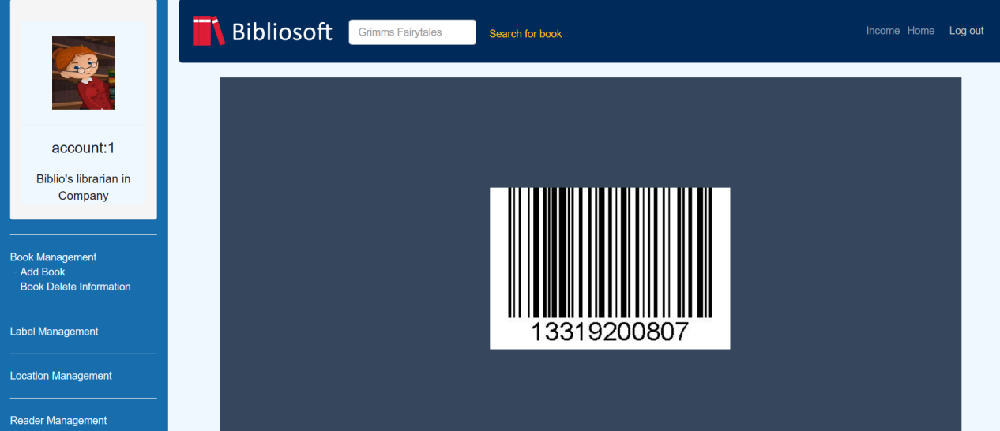 Bibliosoft
Grimms Fairytales
Search for book
Income Home Log out
account:1
Biblio's librarian in
Company
Book Management
- Add Book
- Book Delete Information
Label Management
Location Management
Reader Management
13319200807